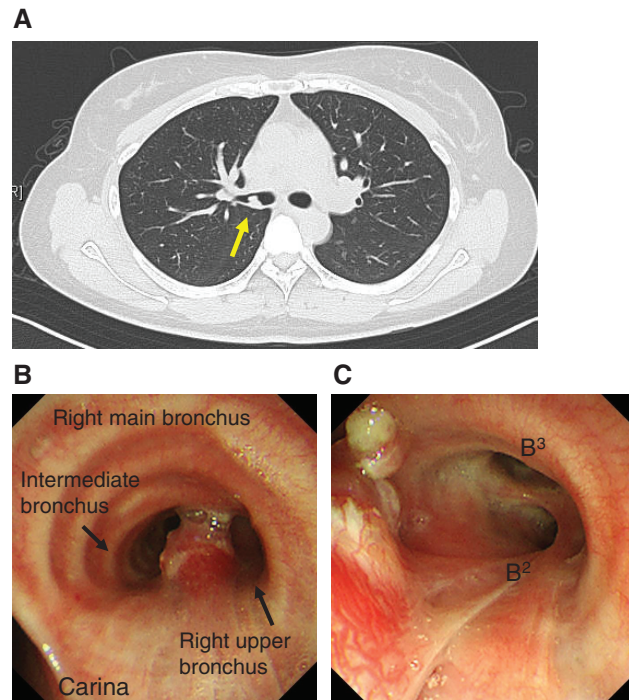 A
R]
B
C
Right main bronchus
Intermediate
bronchus
Right upper
bronchus
Carina
B³
B²